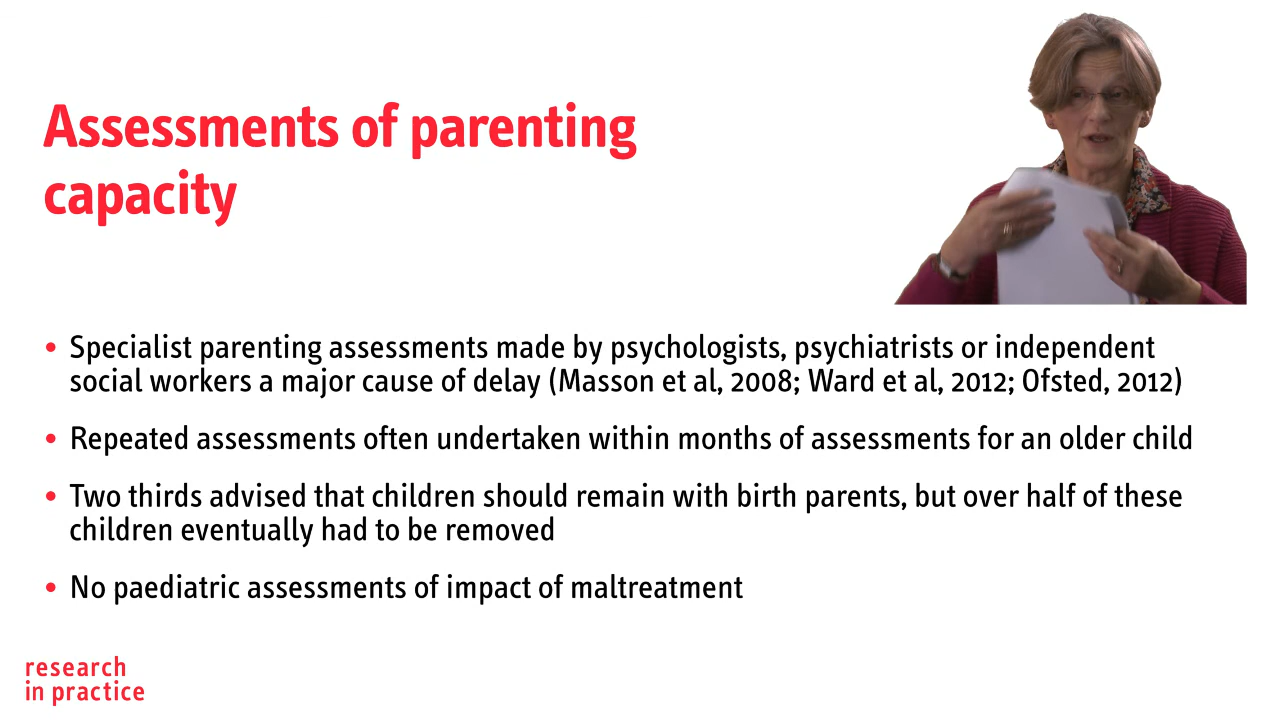 Assessments of parenting
capacity
• Specialist parenting assessments made by psychologists, psychiatrists or independent
social workers a major cause of delay (Masson et al, 2008; Ward et al, 2012; Ofsted, 2012)
• Repeated assessments often undertaken within months of assessments for an older child
• Two thirds advised that children should remain with birth parents, but over half of these
children eventually had to be removed
• No paediatric assessments of impact of maltreatment
research
in practice